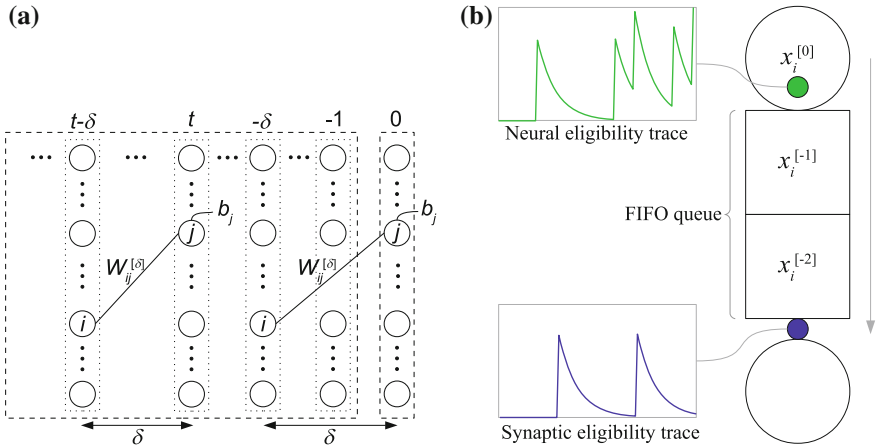 (a)
t-δ t -δ -1 0
... ... ... ...
b_j b_j
j j
W_ij^[δ] W_ij^[δ]
i i
δ δ
(b)
Neural eligibility trace
x_i^[0]
x_i^[-1]
FIFO queue
x_i^[-2]
Synaptic eligibility trace